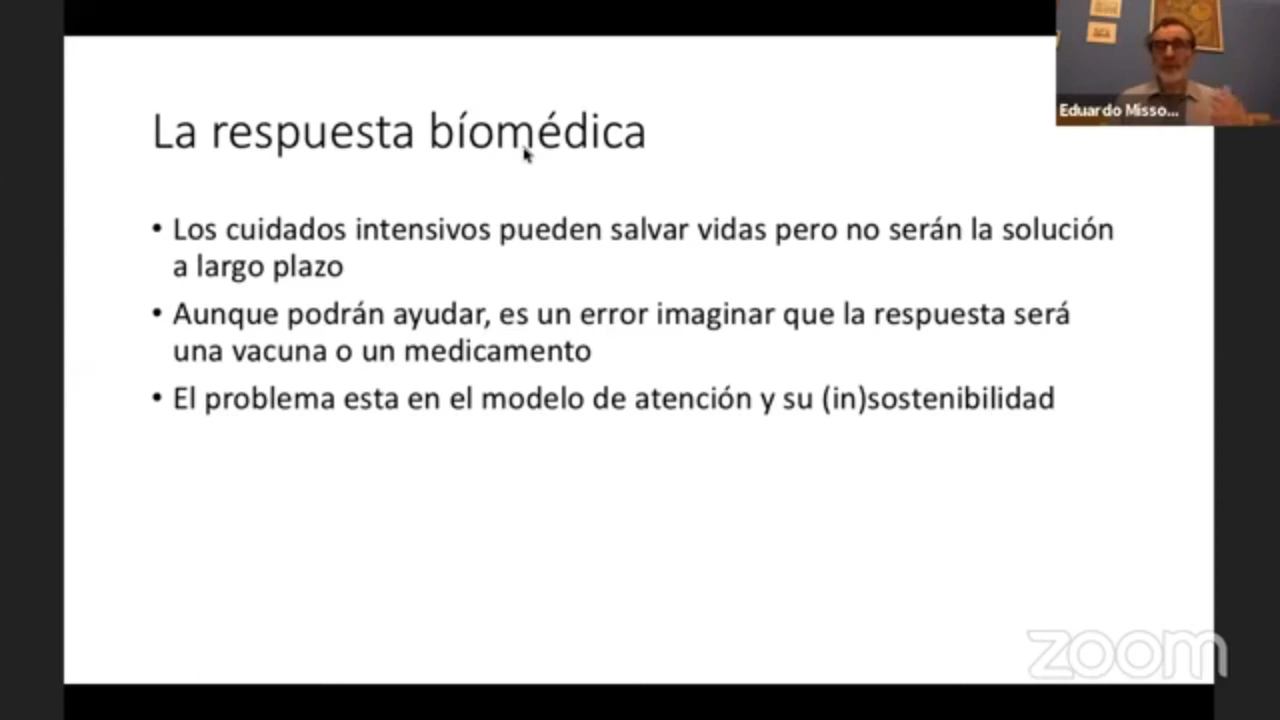 Eduardo Misso...
La respuesta bíomédica
• Los cuidados intensivos pueden salvar vidas pero no serán la solución
a largo plazo
• Aunque podrán ayudar, es un error imaginar que la respuesta será
una vacuna o un medicamento
• El problema esta en el modelo de atención y su (in)sostenibilidad
zoom